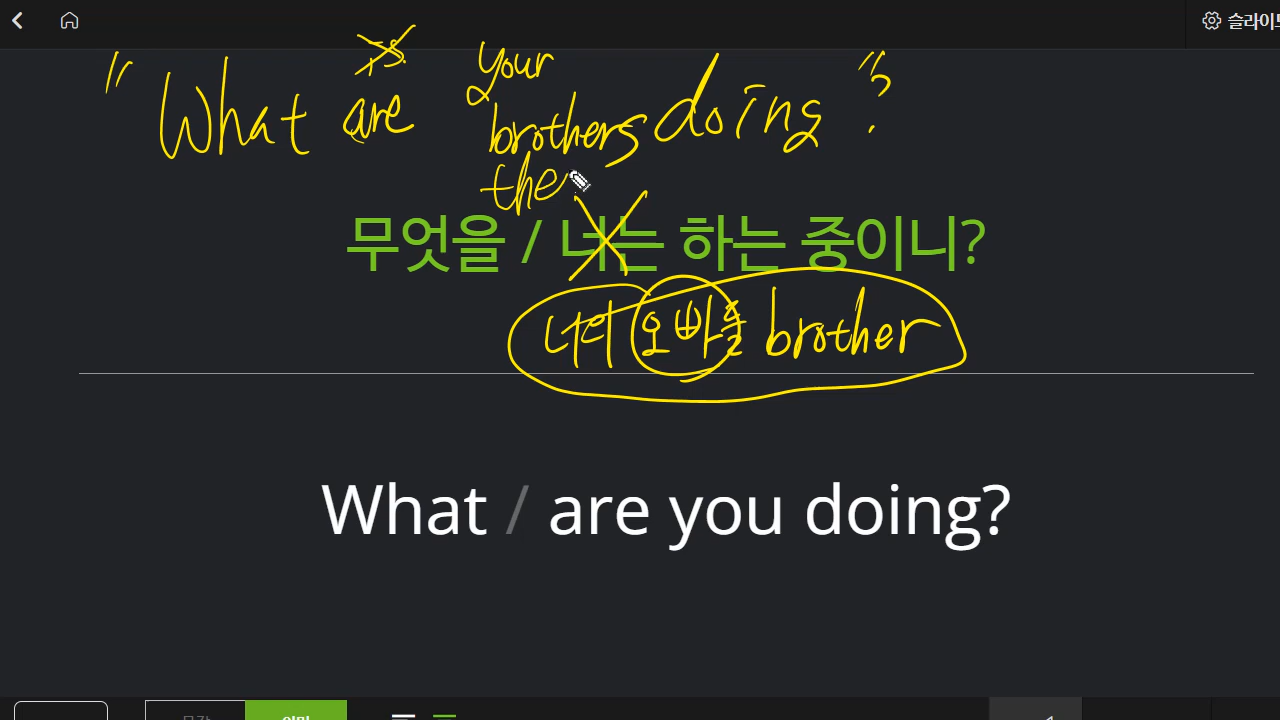 슬라이드
is your
"What are brothers doing"?
the
무엇을 / 너는 하는 중이니?
너의 오빠들 brother
What / are you doing?